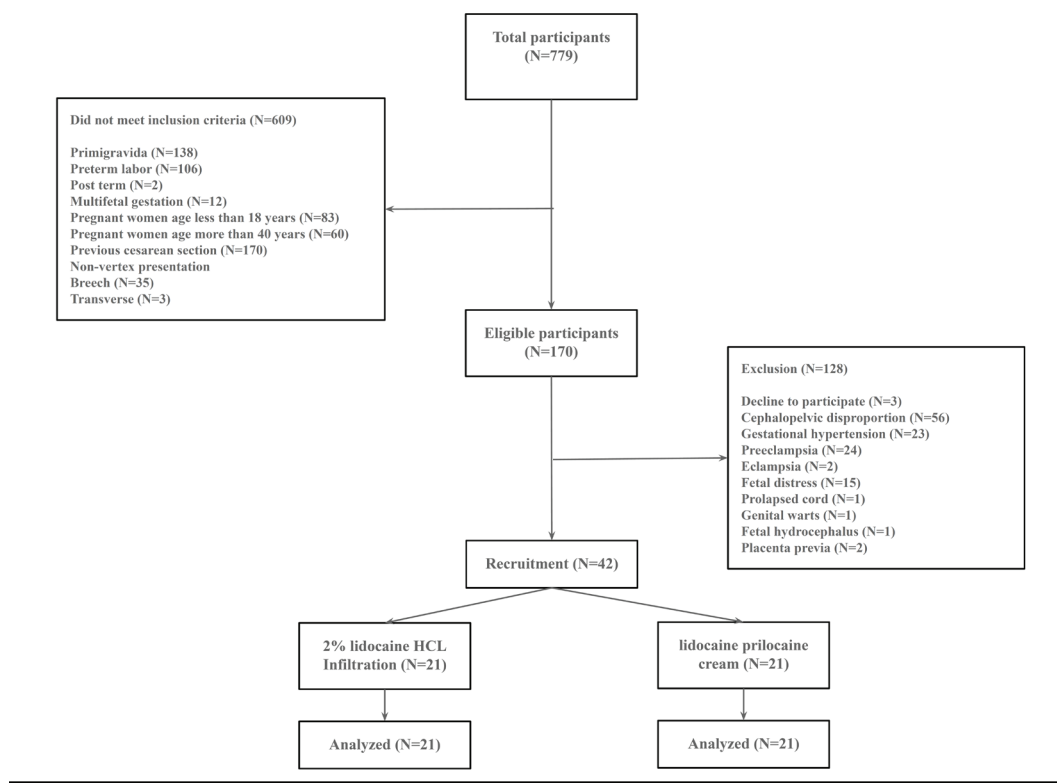 Total participants
(N=779)
Did not meet inclusion criteria (N=609)
Primigravida (N=138)
Preterm labor (N=106)
Post term (N=2)
Multifetal gestation (N=12)
Pregnant women age less than 18 years (N=83)
Pregnant women age more than 40 years (N=60)
Previous cesarean section (N=170)
Non-vertex presentation
Breech (N=35)
Transverse (N=3)
Eligible participants
(N=170)
Exclusion (N=128)
Decline to participate (N=3)
Cephalopelvic disproportion (N=56)
Gestational hypertension (N=23)
Preeclampsia (N=24)
Eclampsia (N=2)
Fetal distress (N=15)
Prolapsed cord (N=1)
Genital warts (N=1)
Fetal hydrocephalus (N=1)
Placenta previa (N=2)
Recruitment (N=42)
2% lidocaine HCL
Infiltration (N=21)
lidocaine prilocaine
cream (N=21)
Analyzed (N=21)
Analyzed (N=21)